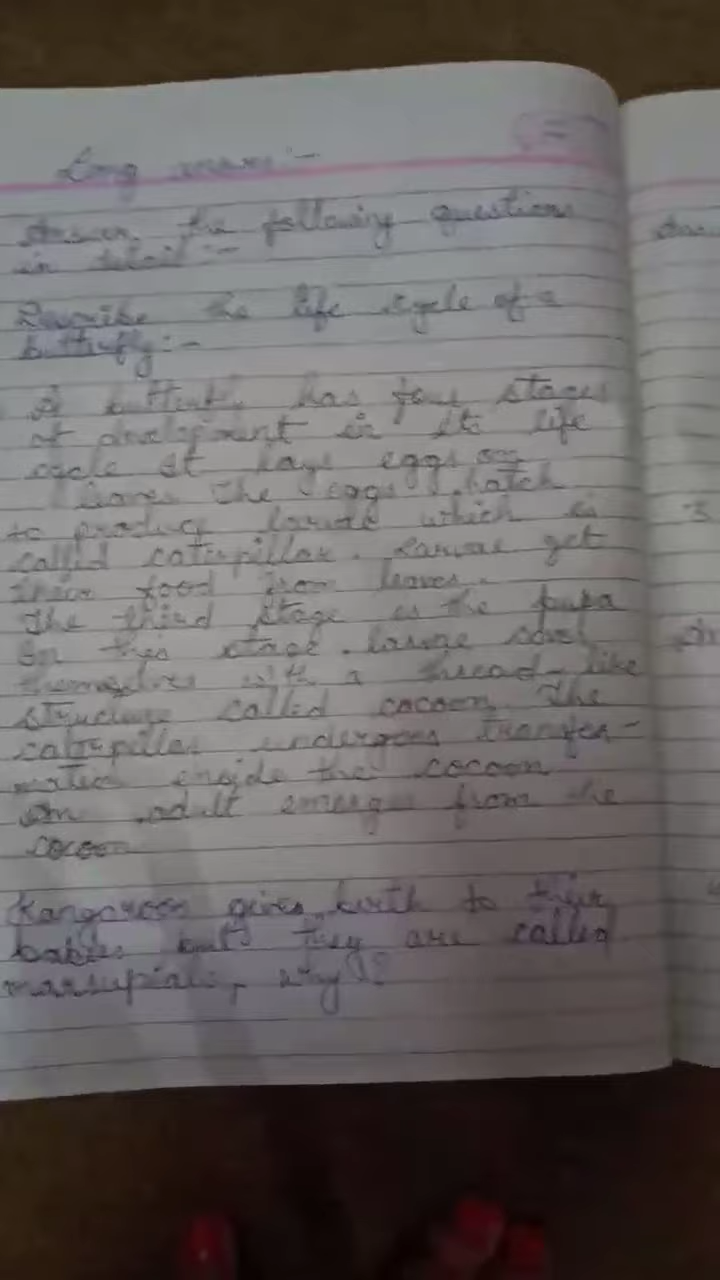 Long answer :-
Answer the following questions
in detail :-
Describe the life cycle of a
butterfly :-
A butterfly has four stages
of development in its life
cycle It lays eggs on
leaves The eggs hatch
to produce larvae which is
called caterpillar. Larvae get
their food from leaves.
The third stage is the pupa
In this stage. larvae cover
themselves with a thread-like
structure called cocoon. The
caterpillar undergoes transfor-
mation inside the cocoon
An adult emerge from the
cocoon
Kangaroos gives birth to their
babies but they are called
marsupials, why?
Ans
3